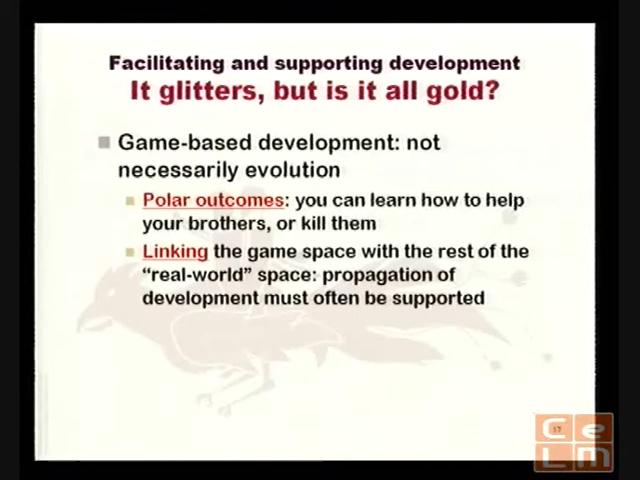 Facilitating and supporting development
It glitters, but is it all gold?
Game-based development: not
necessarily evolution
Polar outcomes: you can learn how to help
your brothers, or kill them
Linking the game space with the rest of the
“real-world” space: propagation of
development must often be supported
17
CeLM